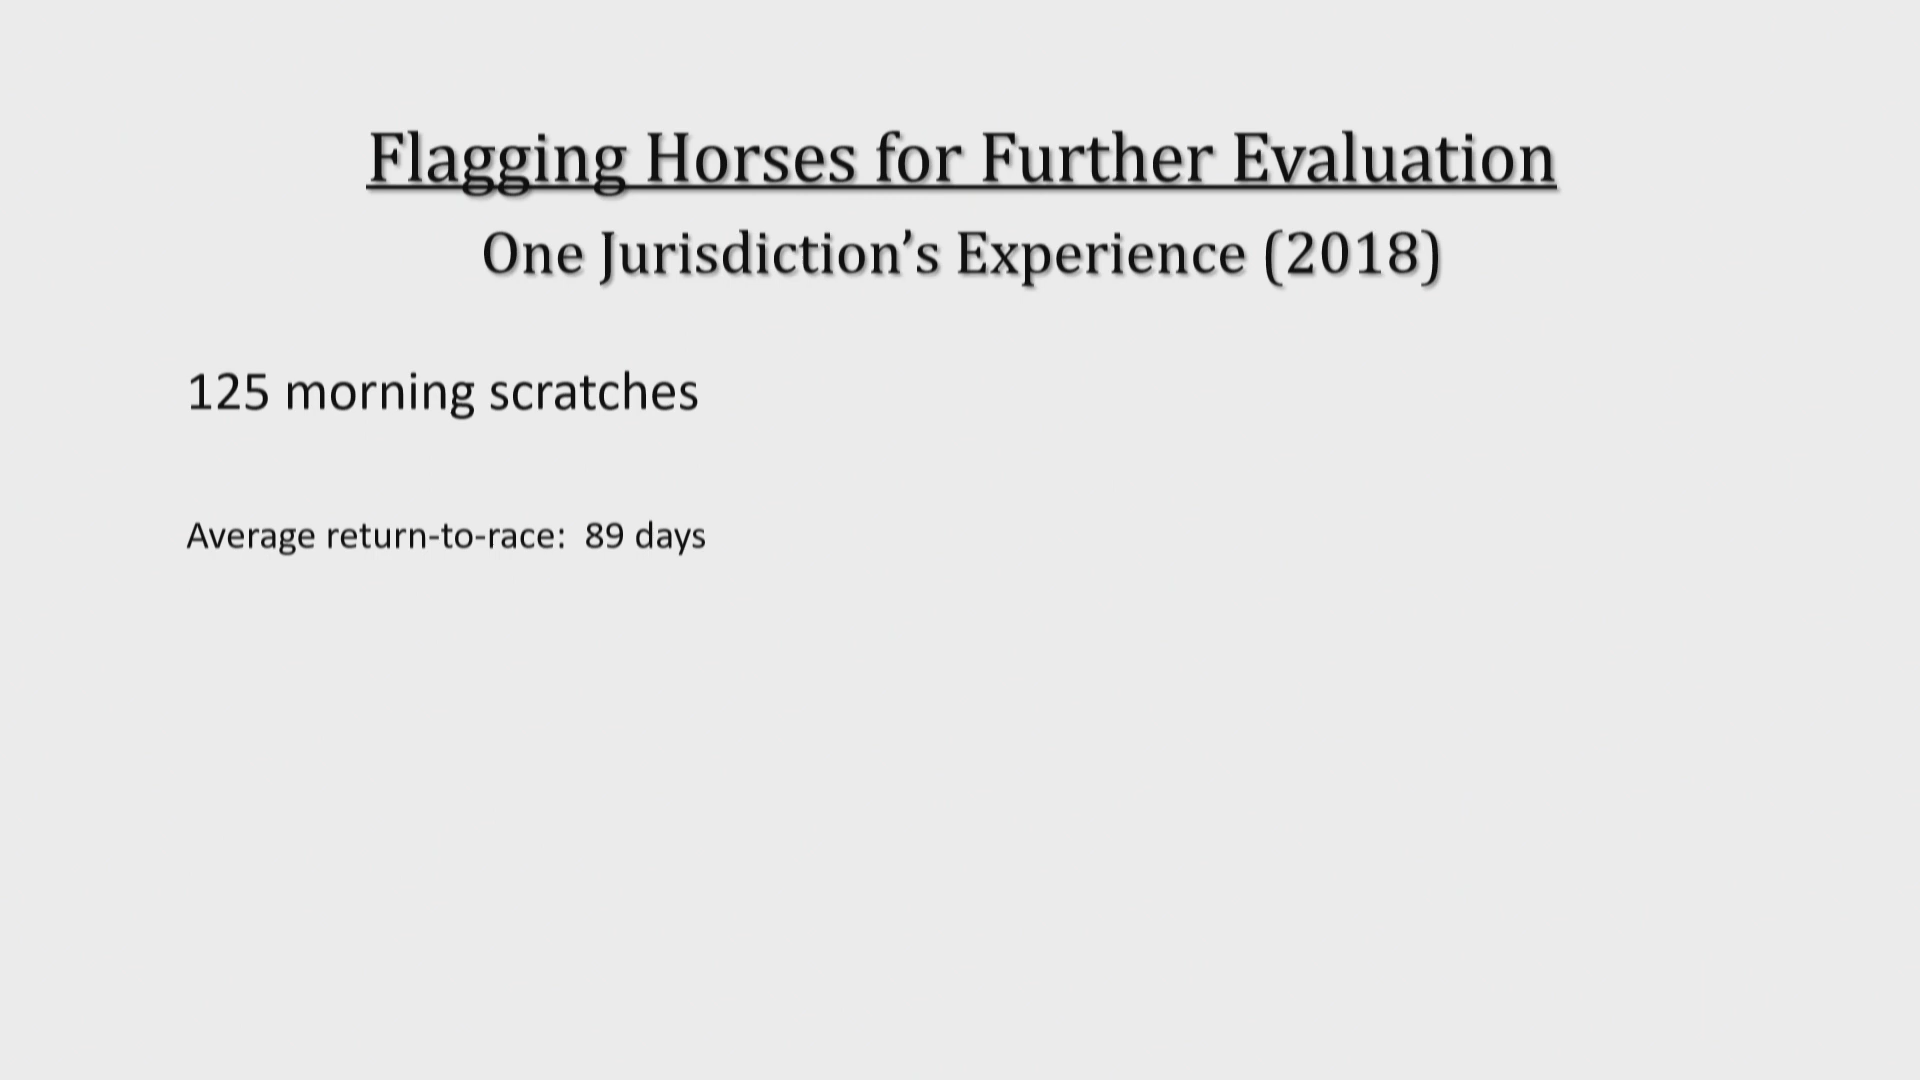 Flagging Horses for Further Evaluation
One Jurisdiction’s Experience (2018)
125 morning scratches
Average return-to-race:  89 days